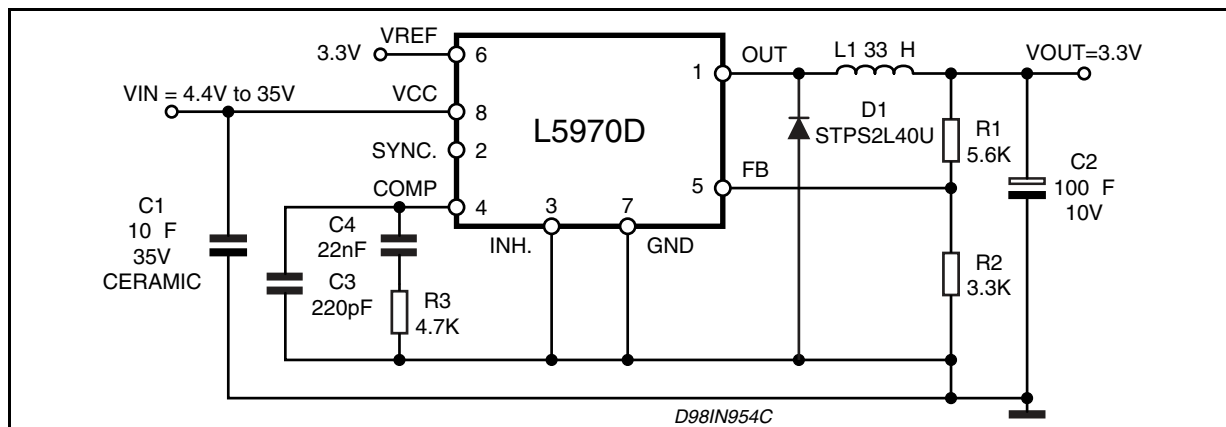 VREF
3.3V
6
VIN = 4.4V to 35V
VCC
8
SYNC.
2
COMP
4
L5970D
3
INH.
7
GND
OUT
1
FB
5
L1 33 H
VOUT=3.3V
D1
STPS2L40U
R1
5.6K
C2
100 F
10V
R2
3.3K
C1
10 F
35V
CERAMIC
C4
22nF
C3
220pF
R3
4.7K
D98IN954C